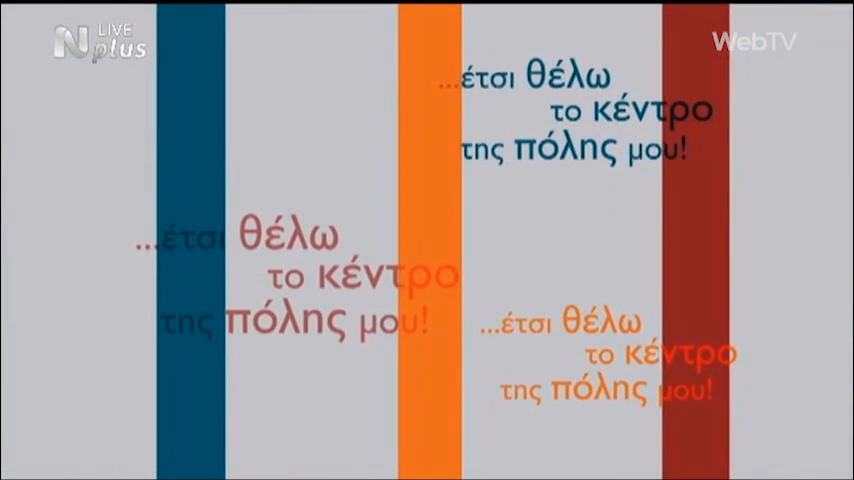 LIVE
N plus
WebTV
...έτσι θέλω
το κέντρο
της πόλης μου!
...έτσι θέλω
το κέντρο
της πόλης μου!
...έτσι θέλω
το κέντρο
της πόλης μου!